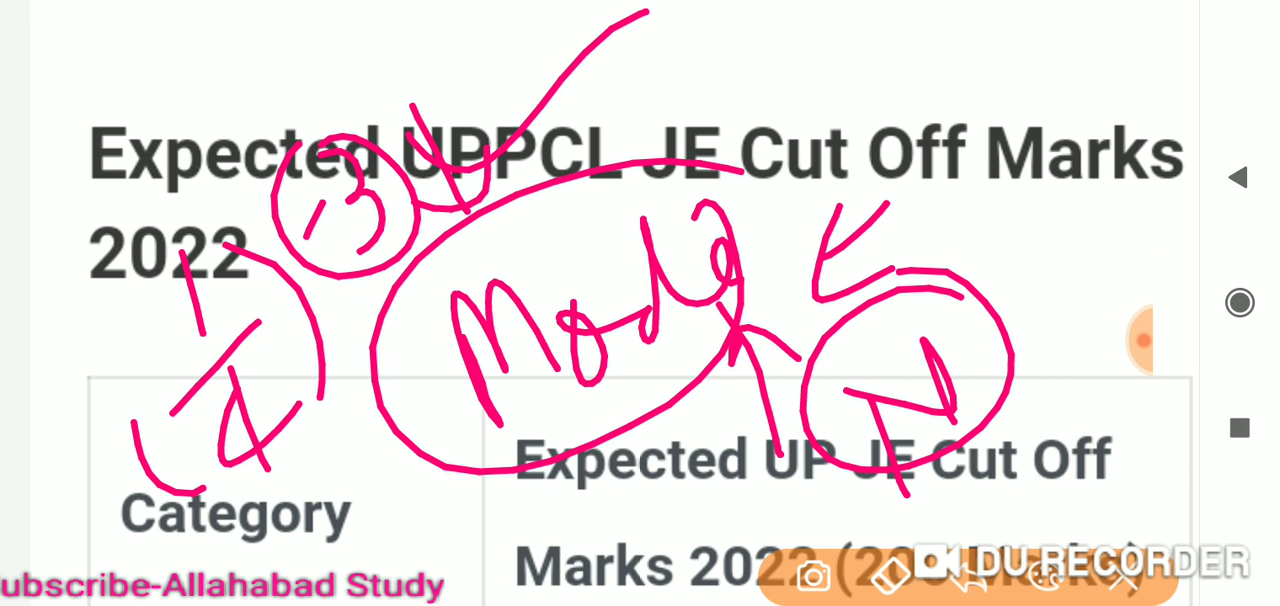 Expected UPPCL JE Cut Off Marks
2022
-3
Mode
Expected UP JE Cut Off
Category
Marks 2022
DU RECORDER
ubscribe-Allahabad Study